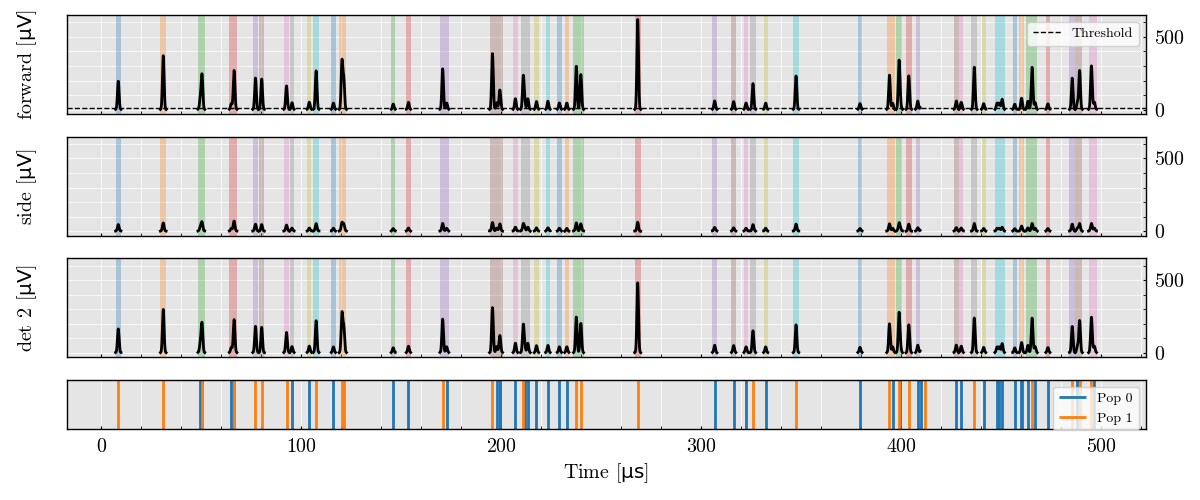 forward [μV]
Threshold
500
0
side [μV]
500
0
det 2 [μV]
500
0
Pop 0
Pop 1
0 100 200 300 400 500
Time [μs]